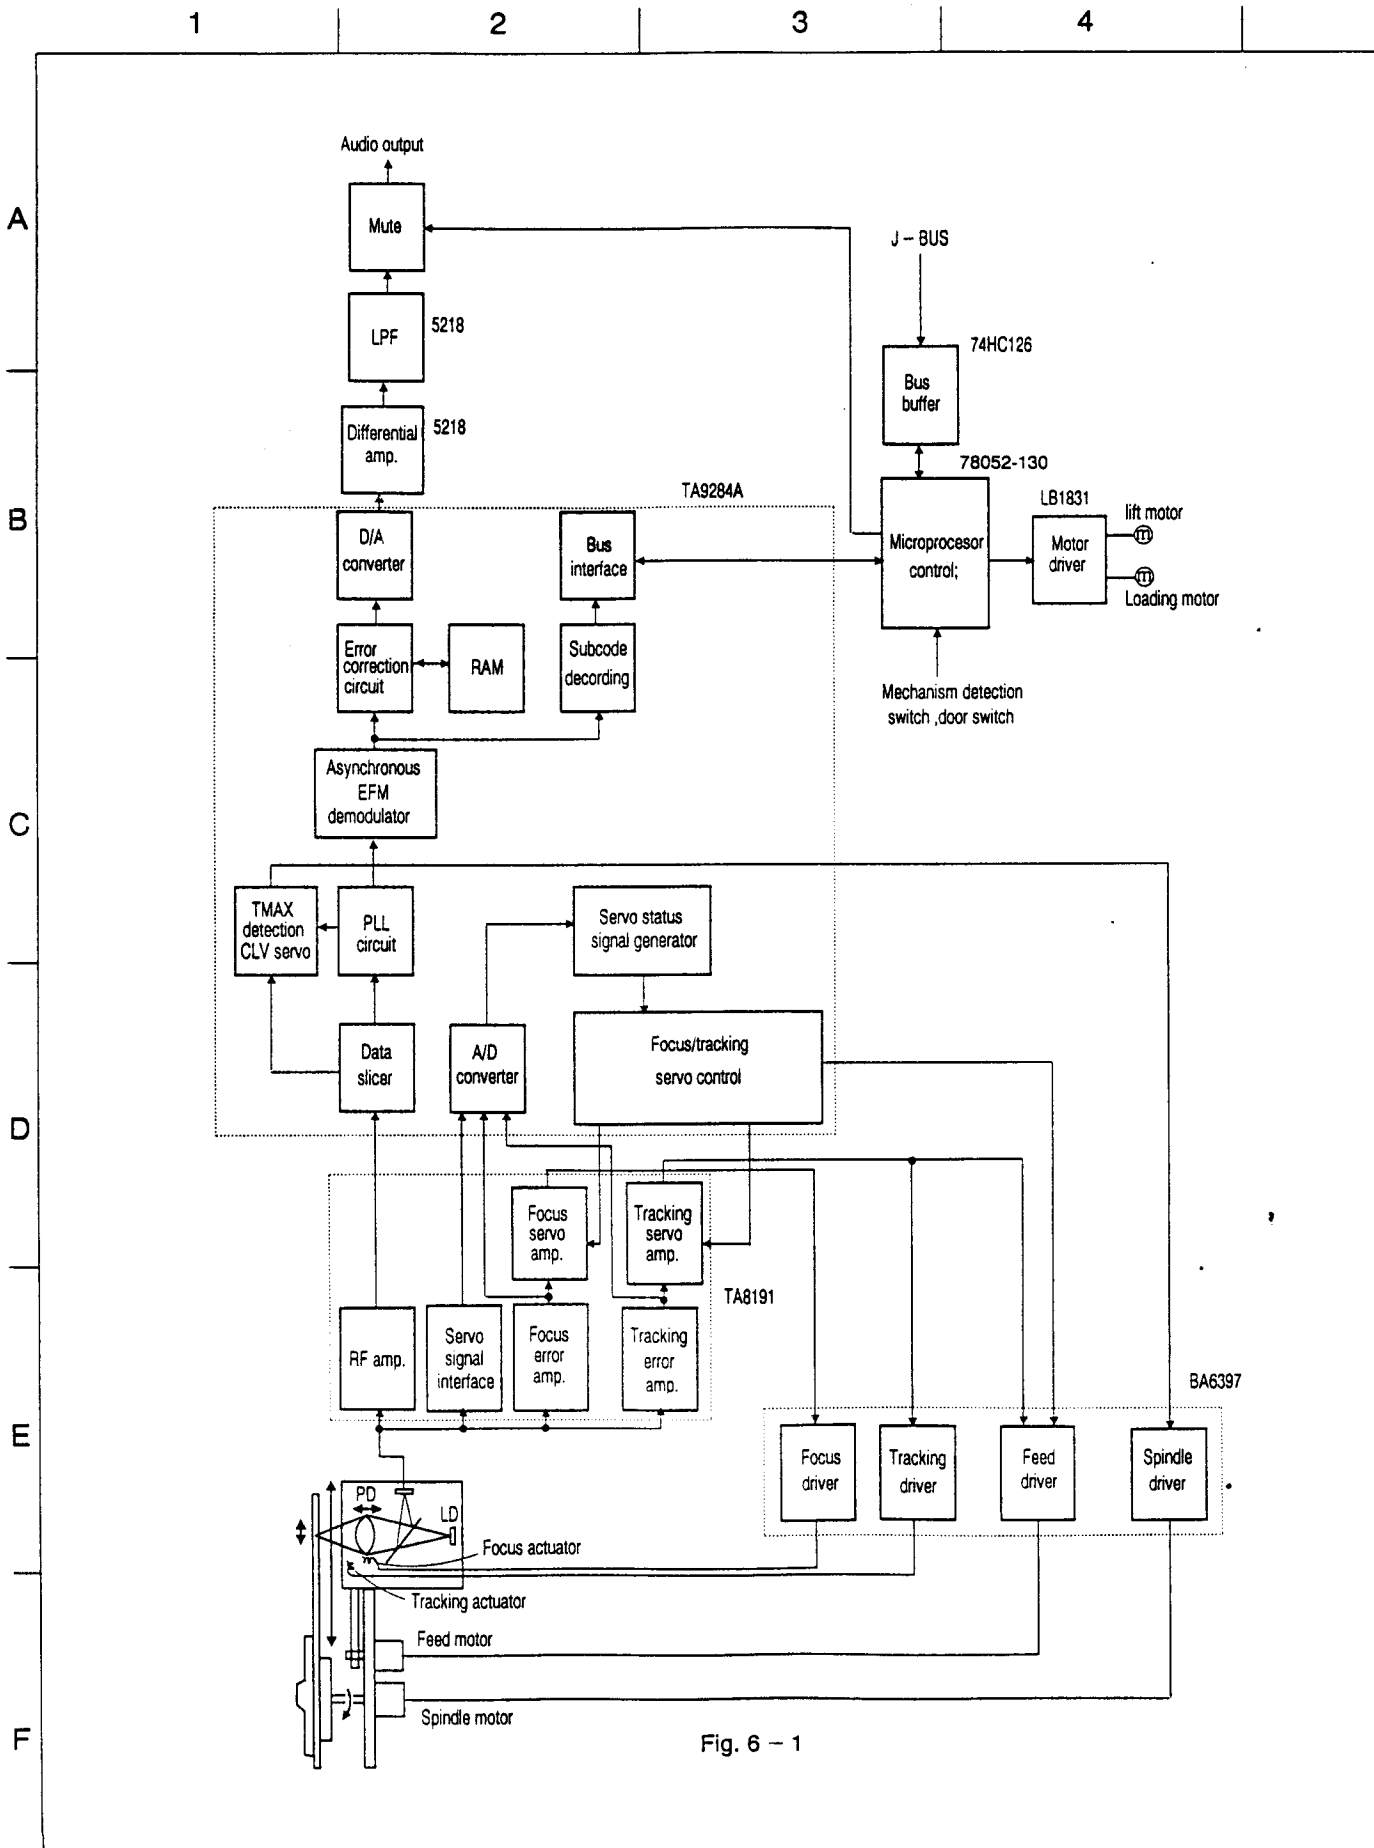 1 2 3 4
A
B
C
D
E
F
Audio output
Mute
LPF
5218
Differential
amp.
5218
J - BUS
74HC126
Bus
buffer
78052-130
Microprocesor
control;
LB1831
Motor
driver
lift motor
m
m
Loading motor
Mechanism detection
switch ,door switch
TA9284A
D/A
converter
Bus
interface
Error
correction
circuit
RAM
Subcode
decording
Asynchronous
EFM
demodulator
TMAX
detection
CLV servo
PLL
circuit
Servo status
signal generator
Data
slicer
A/D
converter
Focus/tracking
servo control
Focus
servo
amp.
Tracking
servo
amp.
TA8191
RF amp.
Servo
signal
interface
Focus
error
amp.
Tracking
error
amp.
BA6397
Focus
driver
Tracking
driver
Feed
driver
Spindle
driver
PD
LD
Focus actuator
Tracking actuator
Feed motor
Spindle motor
Fig. 6 - 1